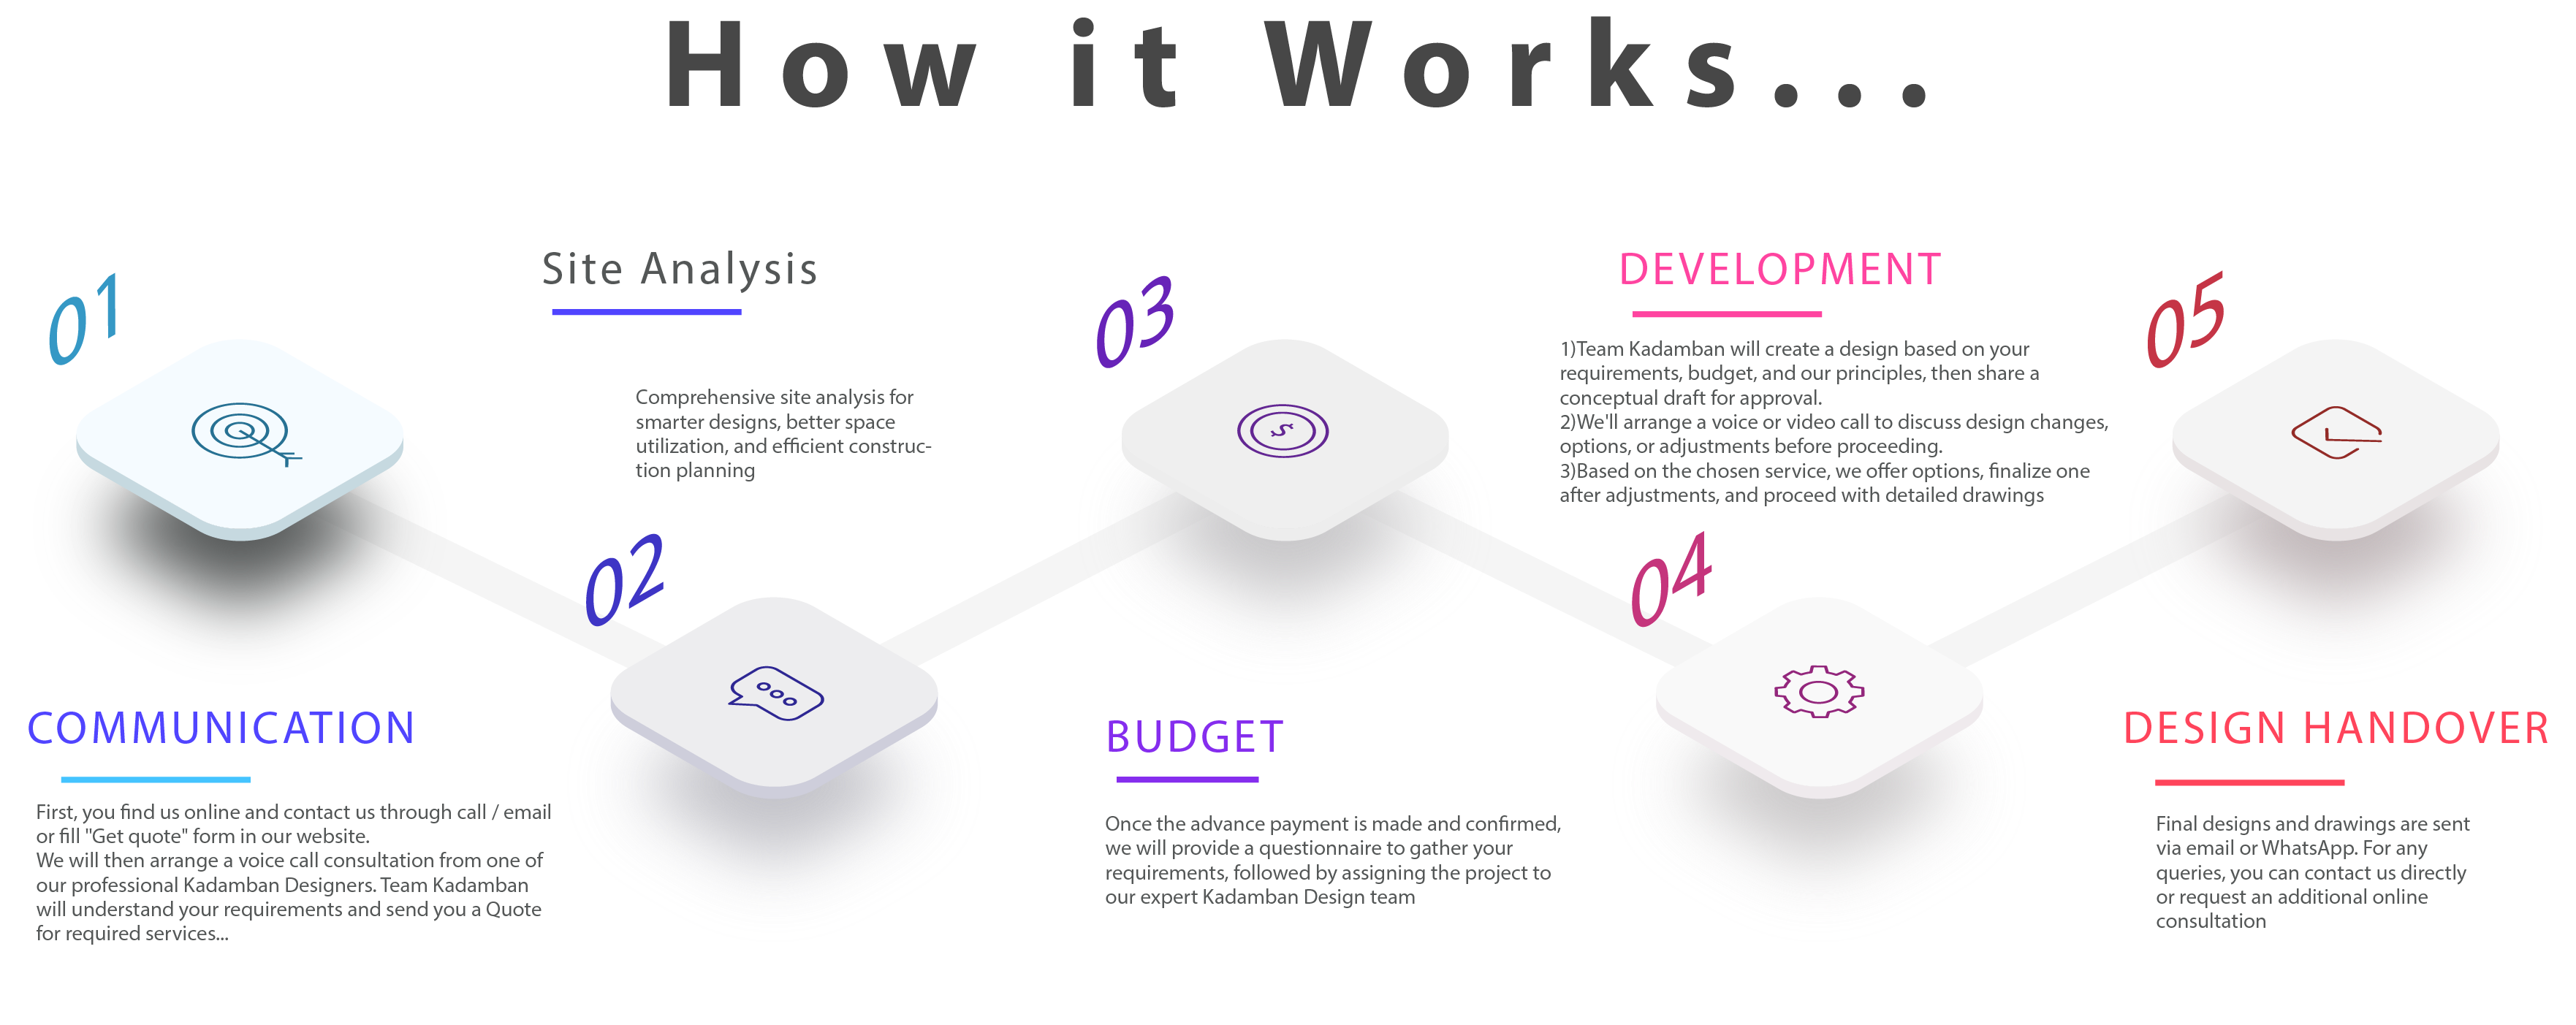 How it Works...
01
COMMUNICATION
First, you find us online and contact us through call / email
or fill "Get quote" form in our website.
We will then arrange a voice call consultation from one of
our professional Kadamban Designers. Team Kadamban
will understand your requirements and send you a Quote
for required services...
02
Site Analysis
Comprehensive site analysis for
smarter designs, better space
utilization, and efficient construc-
tion planning
03
$
BUDGET
Once the advance payment is made and confirmed,
we will provide a questionnaire to gather your
requirements, followed by assigning the project to
our expert Kadamban Design team
04
DEVELOPMENT
1)Team Kadamban will create a design based on your
requirements, budget, and our principles, then share a
conceptual draft for approval.
2)We'll arrange a voice or video call to discuss design changes,
options, or adjustments before proceeding.
3)Based on the chosen service, we offer options, finalize one
after adjustments, and proceed with detailed drawings
05
DESIGN HANDOVER
Final designs and drawings are sent
via email or WhatsApp. For any
queries, you can contact us directly
or request an additional online
consultation